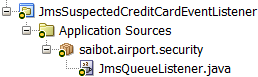 JmsSuspectedCreditCardEventListener
Application Sources
saibot.airport.security
JmsQueueListener.java